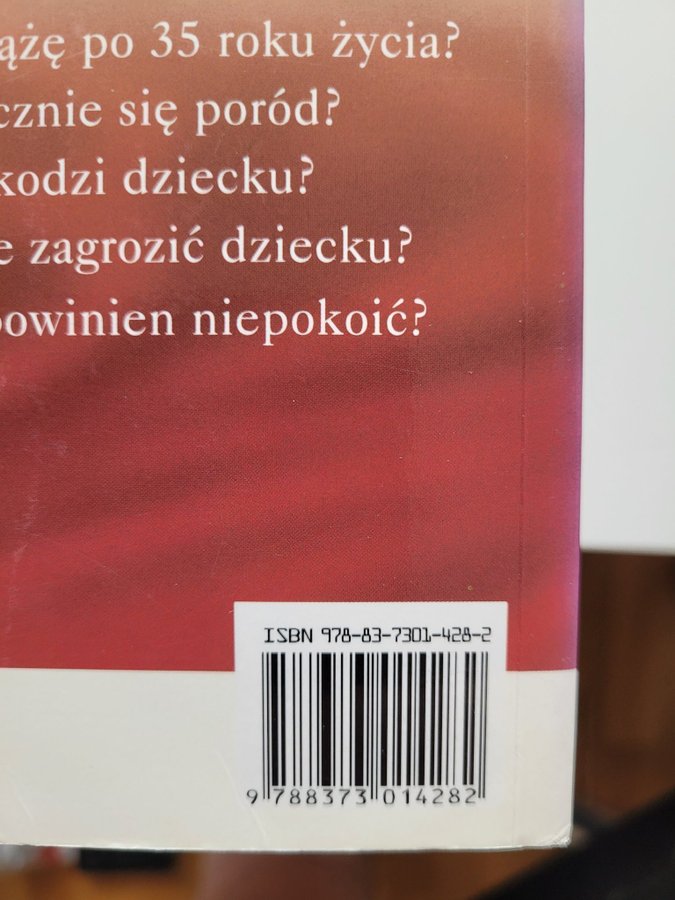 ążę po 35 roku życia?
cznie się poród?
kodzi dziecku?
e zagrozić dziecku?
powinien niepokoić?
ISBN 978-83-7301-428-2
9 788373 014282